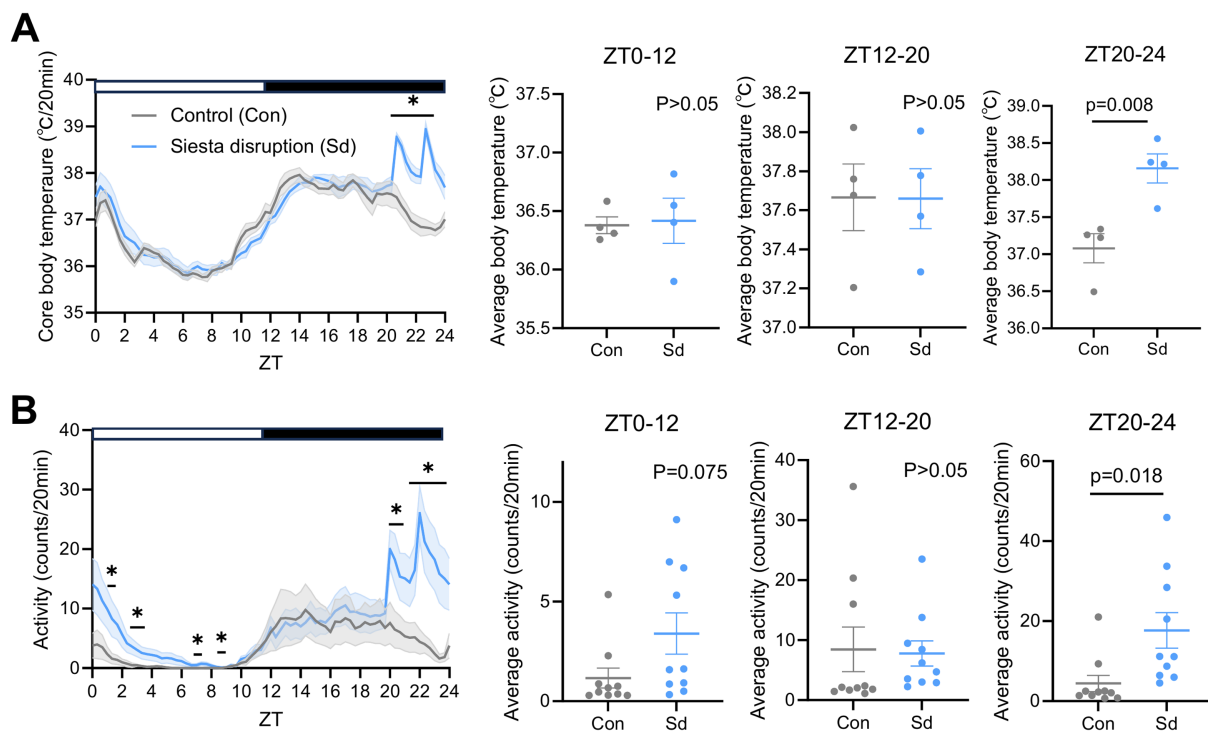 A
Core body temperaure (℃/20min)
40
39
38
37
36
35
Control (Con)
Siesta disruption (Sd)
*
0 2 4 6 8 10 12 14 16 18 20 22 24
ZT
ZT0-12
Average body temperature (℃)
37.5
37.0
36.5
36.0
35.5
P>0.05
Con Sd
ZT12-20
Average body temperature (℃)
38.2
38.0
37.8
37.6
37.4
37.2
37.0
P>0.05
Con Sd
ZT20-24
Average body temperature (℃)
39.0
38.5
38.0
37.5
37.0
36.5
36.0
p=0.008
Con Sd
B
Activity (counts/20min)
40
30
20
10
0
* * * * * *
0 2 4 6 8 10 12 14 16 18 20 22 24
ZT
ZT0-12
Average activity (counts/20min)
10
5
0
P=0.075
Con Sd
ZT12-20
Average activity (counts/20min)
40
30
20
10
0
P>0.05
Con Sd
ZT20-24
Average activity (counts/20min)
60
40
20
0
p=0.018
Con Sd